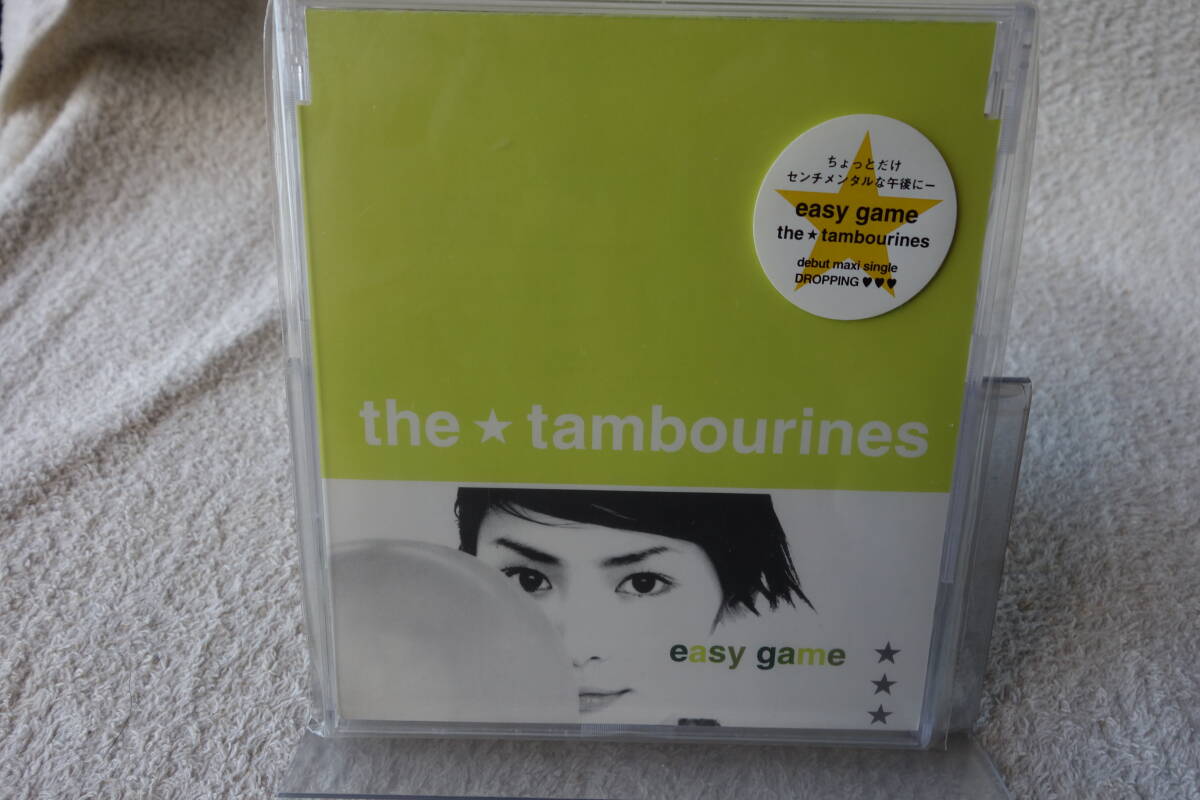 ちょっとだけ
センチメンタルな午後にー
easy game
the★tambourines
debut maxi single
DROPPING♥♥♥
the★tambourines
easy game